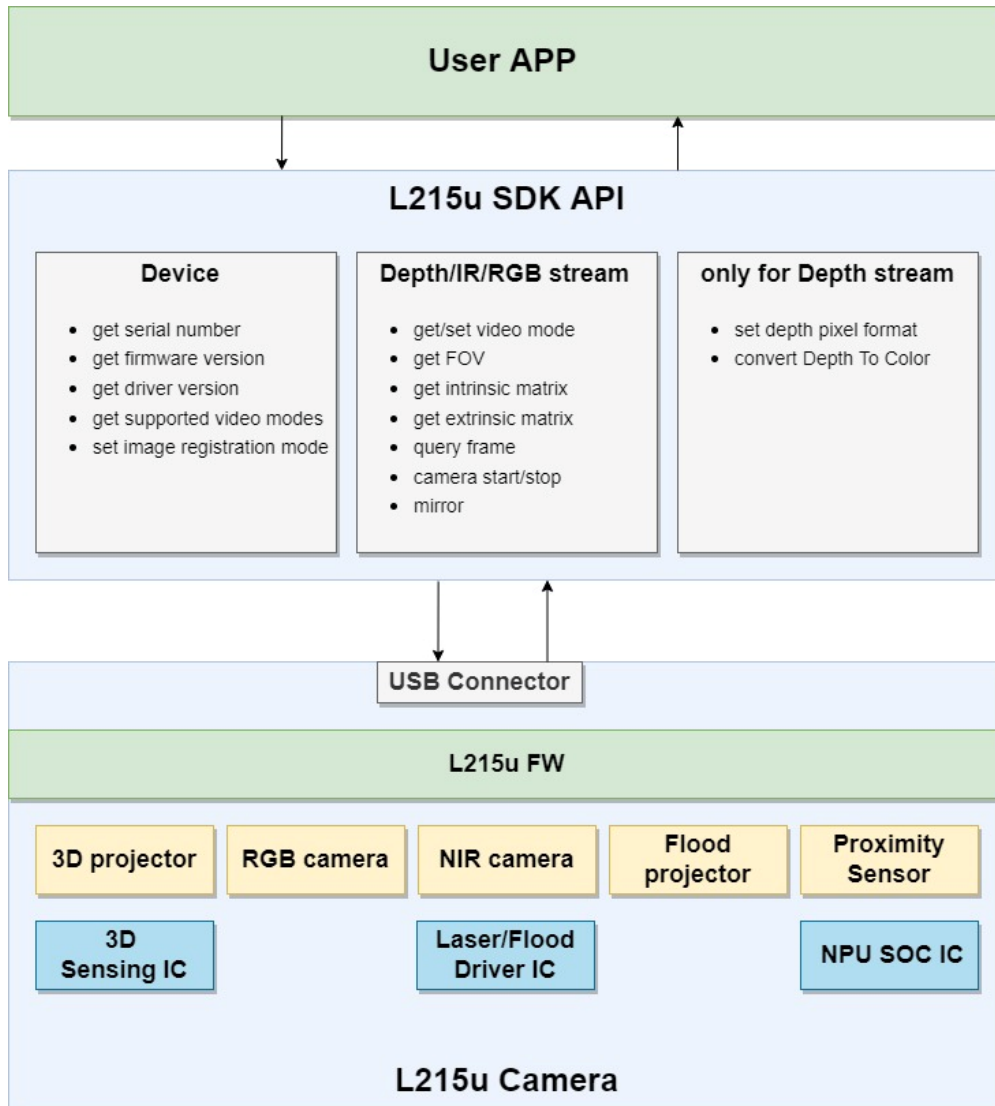 User APP
L215u SDK API
Device
get serial number
get firmware version
get driver version
get supported video modes
set image registration mode
Depth/IR/RGB stream
get/set video mode
get FOV
get intrinsic matrix
get extrinsic matrix
query frame
camera start/stop
mirror
only for Depth stream
set depth pixel format
convert Depth To Color
USB Connector
L215u FW
3D projector
RGB camera
NIR camera
Flood
projector
Proximity
Sensor
3D
Sensing IC
Laser/Flood
Driver IC
NPU SOC IC
L215u Camera